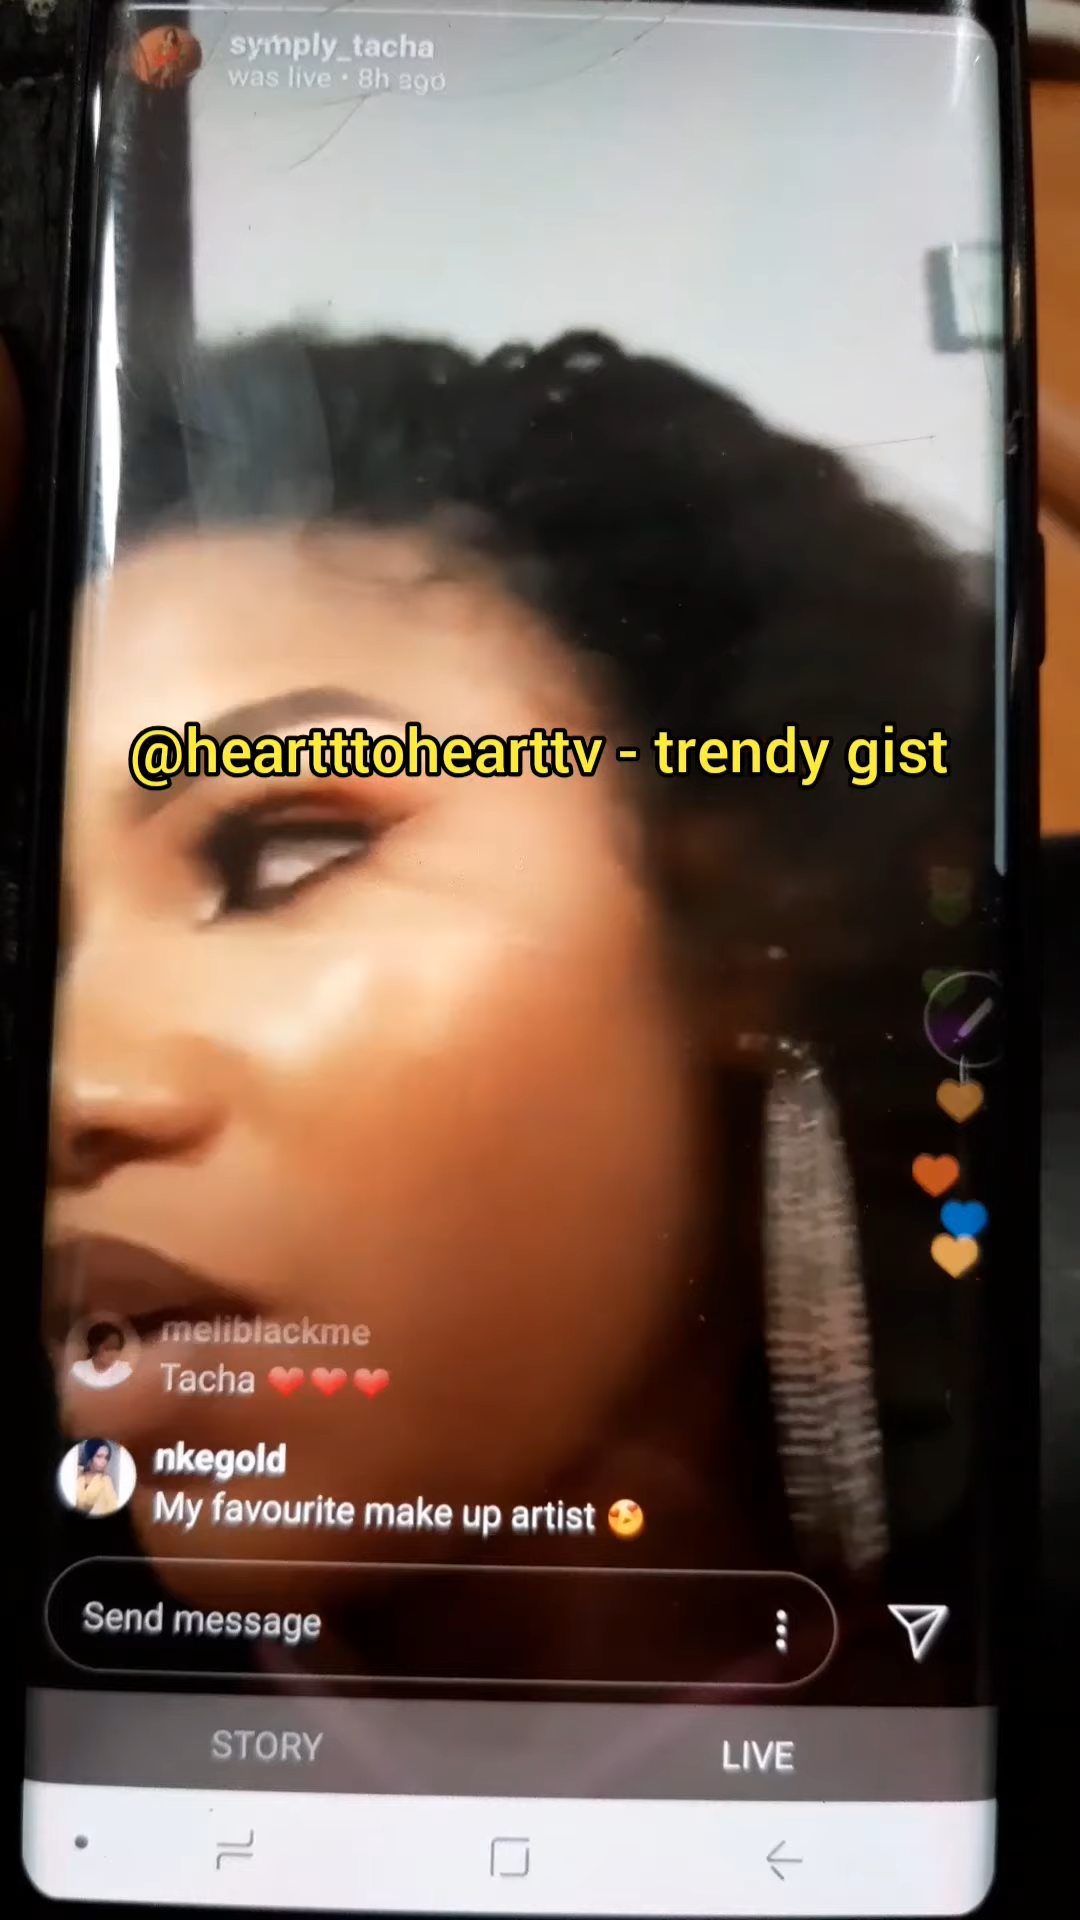 symply_tacha
was live • 8h ago
@heartttohearttv - trendy gist
meliblackme
Tacha ❤❤❤
nkegold
My favourite make up artist 😍
Send message
STORY
LIVE